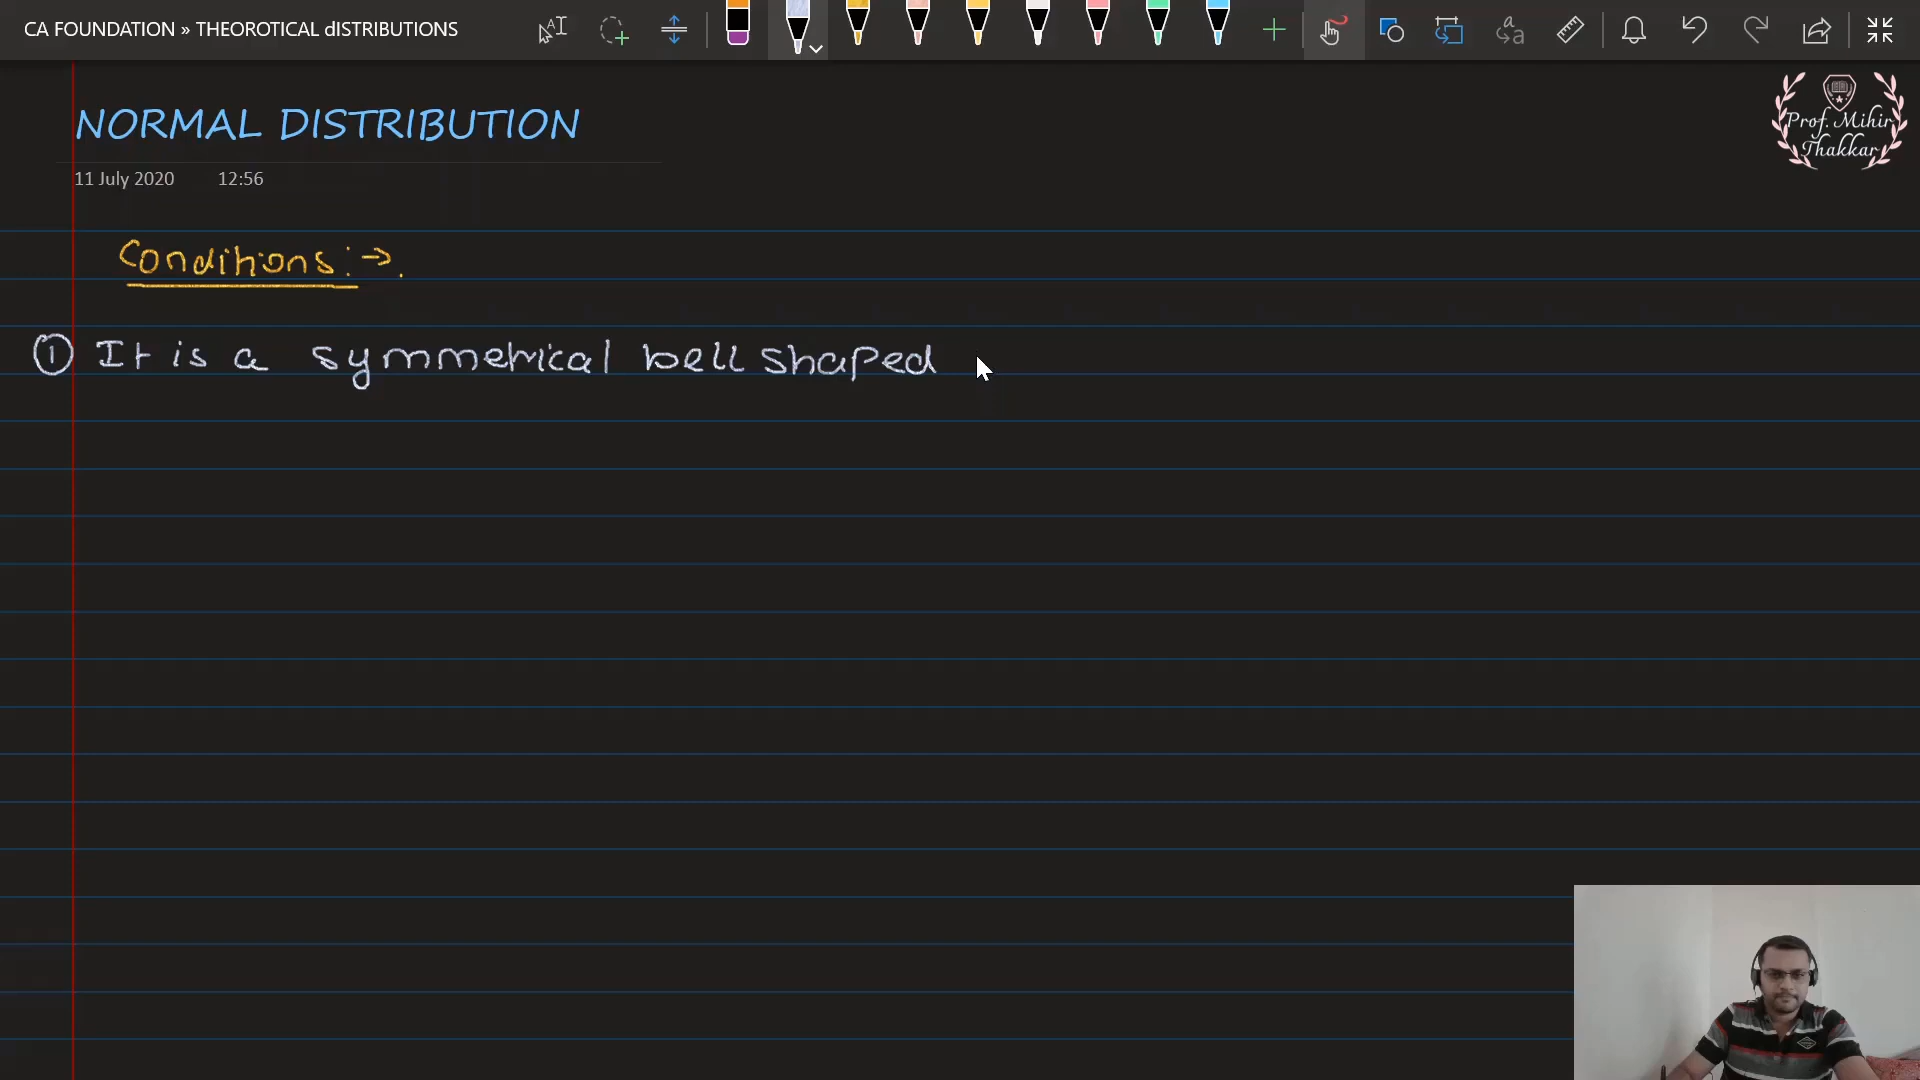 CA FOUNDATION » THEOROTICAL dISTRIBUTIONS
Prof. Mihir
Thakkar
NORMAL DISTRIBUTION
11 July 2020 12:56
Conditions :→.
① It is a symmetrical bell shaped